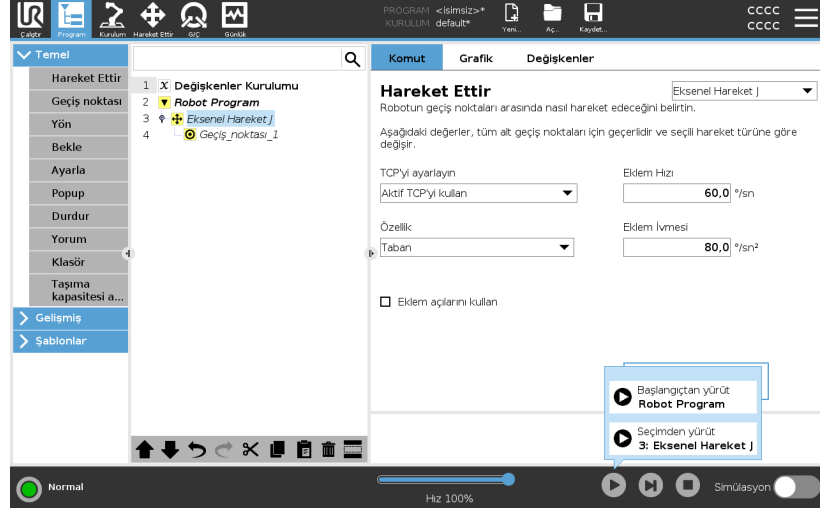 UR
PROGRAM <isimsiz>*
KURULUM default*
CCCC
CCCC
Çalıştır Program Kurulum Hareket Ettir G/Ç Günlük Yeni... Aç... Kaydet...
Temel
Hareket Ettir
Geçiş noktası
Yön
Bekle
Ayarla
Popup
Durdur
Yorum
Klasör
Taşıma
kapasitesi a...
Gelişmiş
Şablonlar
1 X Değişkenler Kurulumu
2 Robot Program
3 Eksenel Hareket J
4 Geçiş_noktası_1
Komut Grafik Değişkenler
Hareket Ettir Eksenel Hareket J
Robotun geçiş noktaları arasında nasıl hareket edeceğini belirtin.
Aşağıdaki değerler, tüm alt geçiş noktaları için geçerlidir ve seçili hareket türüne göre
değişir.
TCP'yi ayarlayın Eklem Hızı
Aktif TCP'yi kullan 60,0 °/sn
Özellik Eklem İvmesi
Taban 80,0 °/sn²
Eklem açılarını kullan
Başlangıçtan yürüt
Robot Program
Seçimden yürüt
3: Eksenel Hareket J
Normal
Hız 100%
Simülasyon